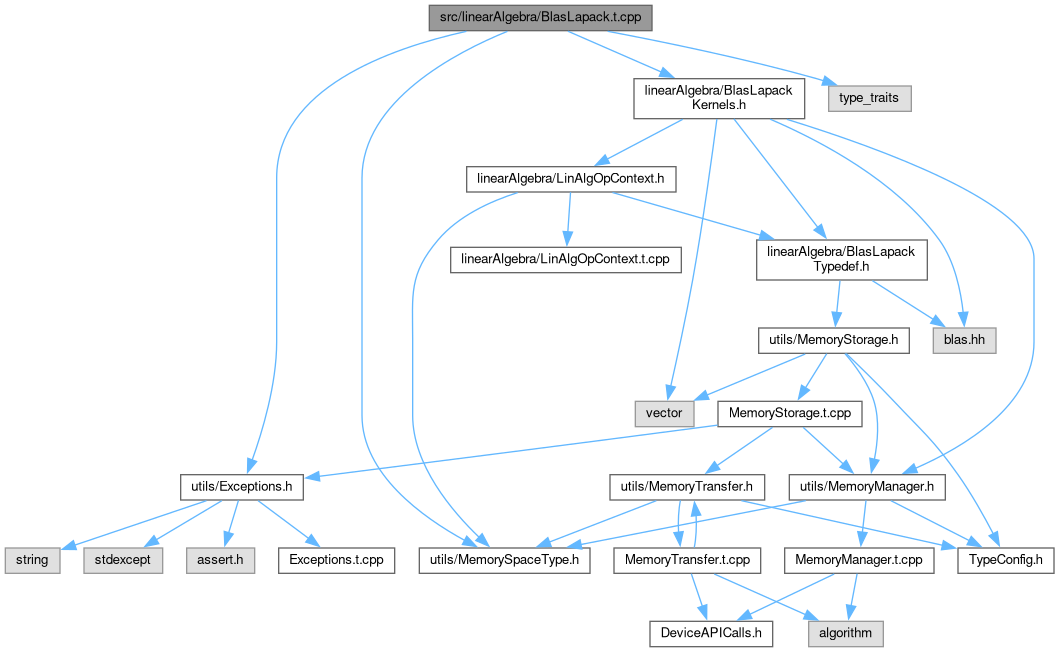 src/linearAlgebra/BlasLapack.t.cpp
linearAlgebra/BlasLapack
Kernels.h
type_traits
linearAlgebra/LinAlgOpContext.h
linearAlgebra/LinAlgOpContext.t.cpp
linearAlgebra/BlasLapack
Typedef.h
utils/MemoryStorage.h
blas.hh
vector
MemoryStorage.t.cpp
utils/Exceptions.h
utils/MemoryTransfer.h
utils/MemoryManager.h
string
stdexcept
assert.h
Exceptions.t.cpp
utils/MemorySpaceType.h
MemoryTransfer.t.cpp
MemoryManager.t.cpp
TypeConfig.h
DeviceAPICalls.h
algorithm